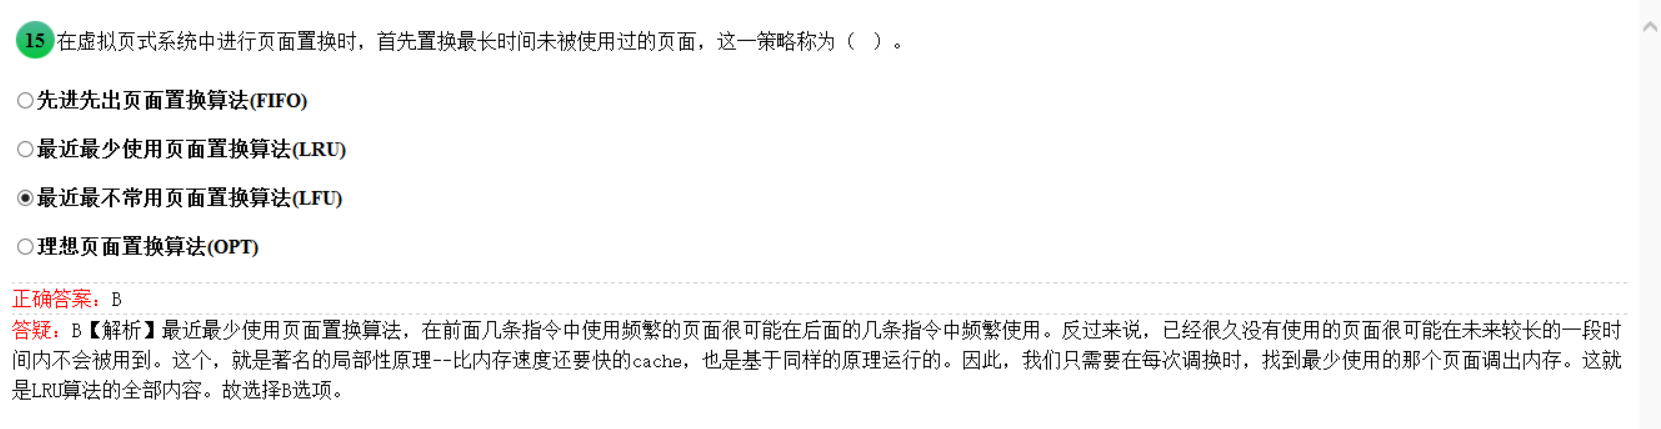 15 在虚拟页式系统中进行页面置换时，首先置换最长时间未被使用过的页面，这一策略称为（ ）。
先进先出页面置换算法(FIFO)
最近最少使用页面置换算法(LRU)
最近最不常用页面置换算法(LFU)
理想页面置换算法(OPT)
正确答案：B
答疑：B【解析】最近最少使用页面置换算法，在前面几条指令中使用频繁的页面很可能在后面的几条指令中频繁使用。反过来说，已经很久没有使用的页面很可能在未来较长的一段时
间内不会被用到。这个，就是著名的局部性原理--比内存速度还要快的cache，也是基于同样的原理运行的。因此，我们只需要在每次调换时，找到最少使用的那个页面调出内存。这就
是LRU算法的全部内容。故选择B选项。